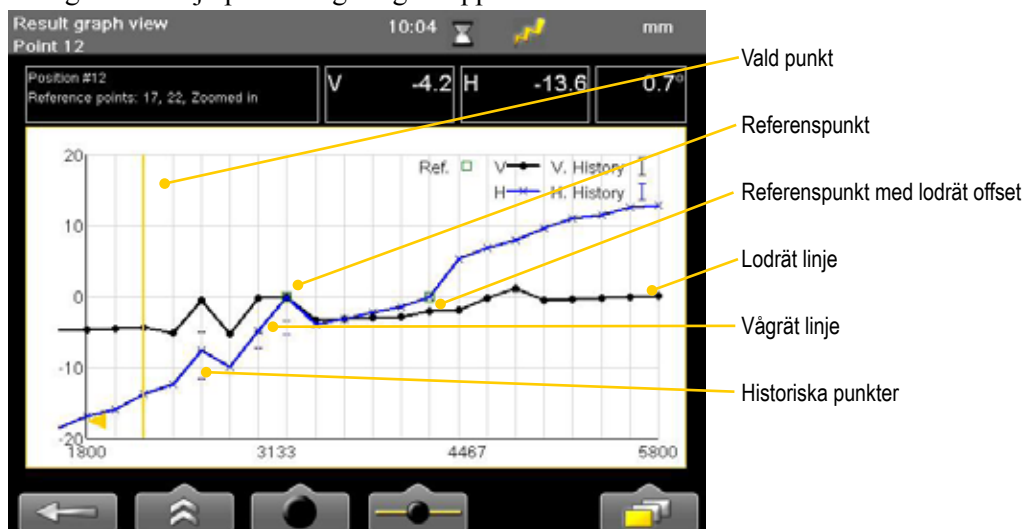 Result graph view 10:04 mm
Point 12
Position #12
Reference points: 17, 22, Zoomed in
V -4.2 H -13.6 0.7°
20
10
0
-10
-20
Ref. V V. History
H H. History
1800 3133 4467 5800
Vald punkt
Referenspunkt
Referenspunkt med lodrät offset
Lodrät linje
Vågrät linje
Historiska punkter